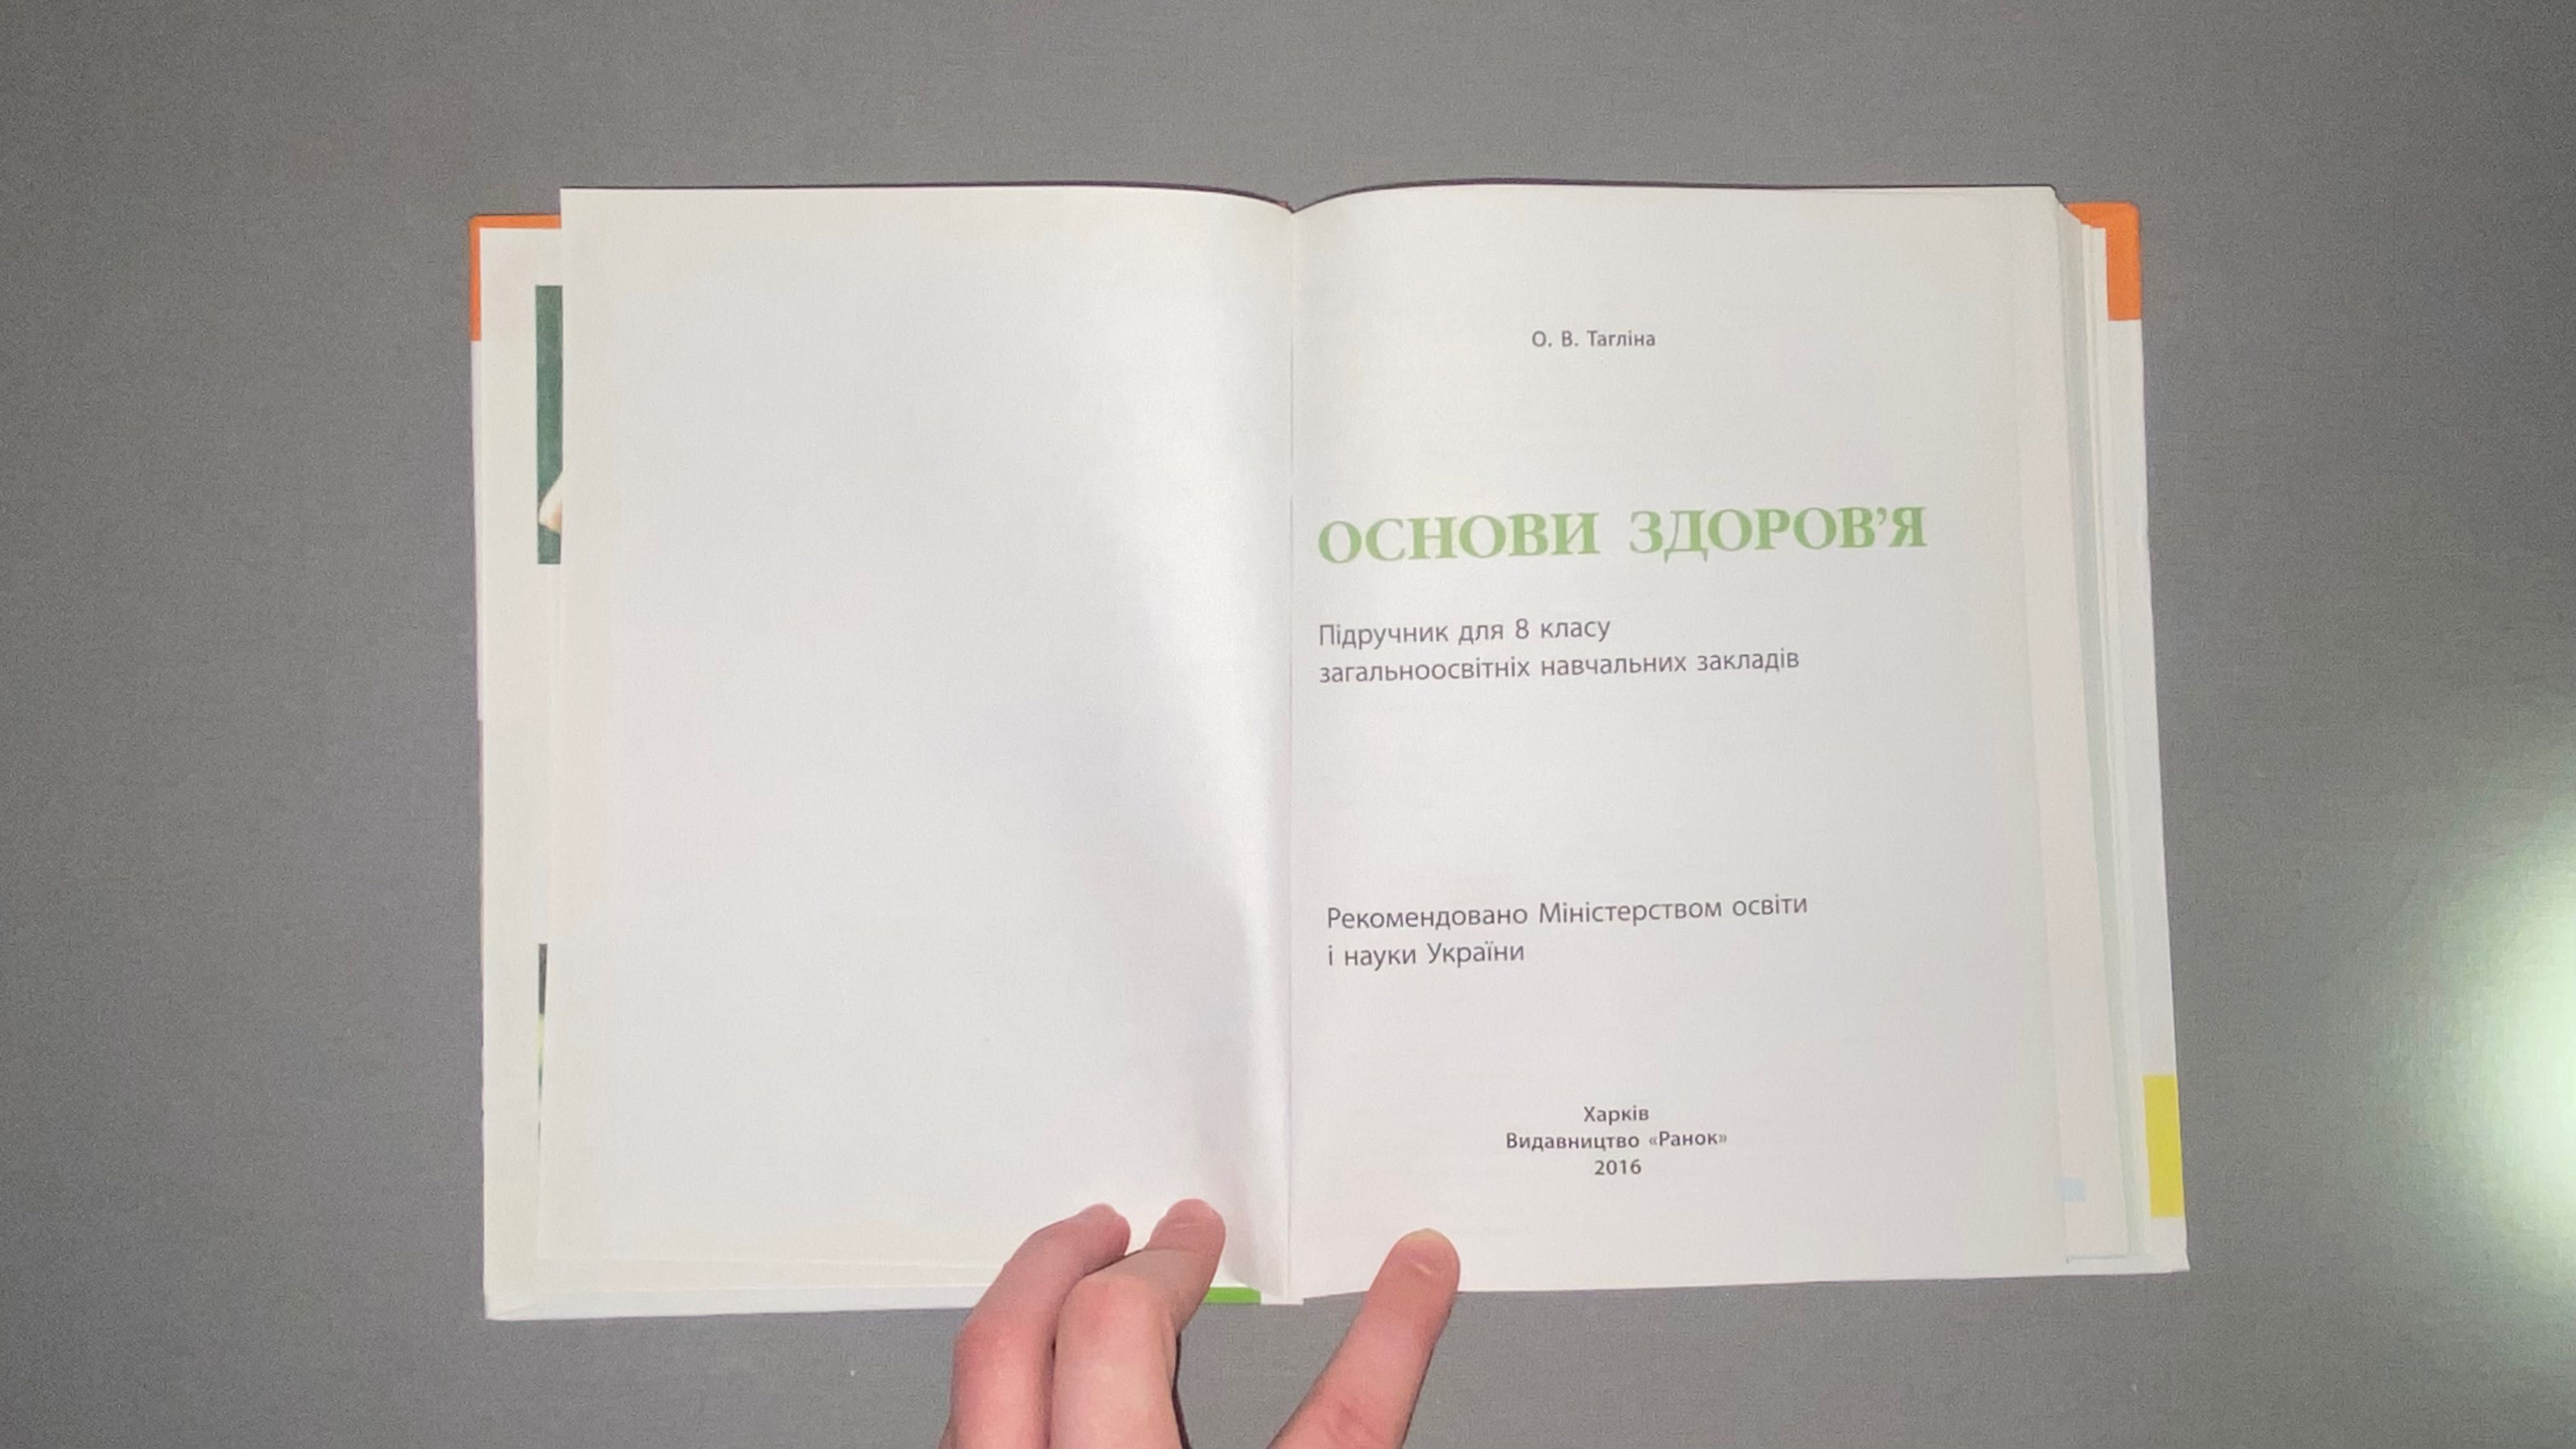 О. В. Тагліна
ОСНОВИ ЗДОРОВ’Я
Підручник для 8 класу
загальноосвітніх навчальних закладів
Рекомендовано Міністерством освіти
і науки України
Харків
Видавництво «Ранок»
2016